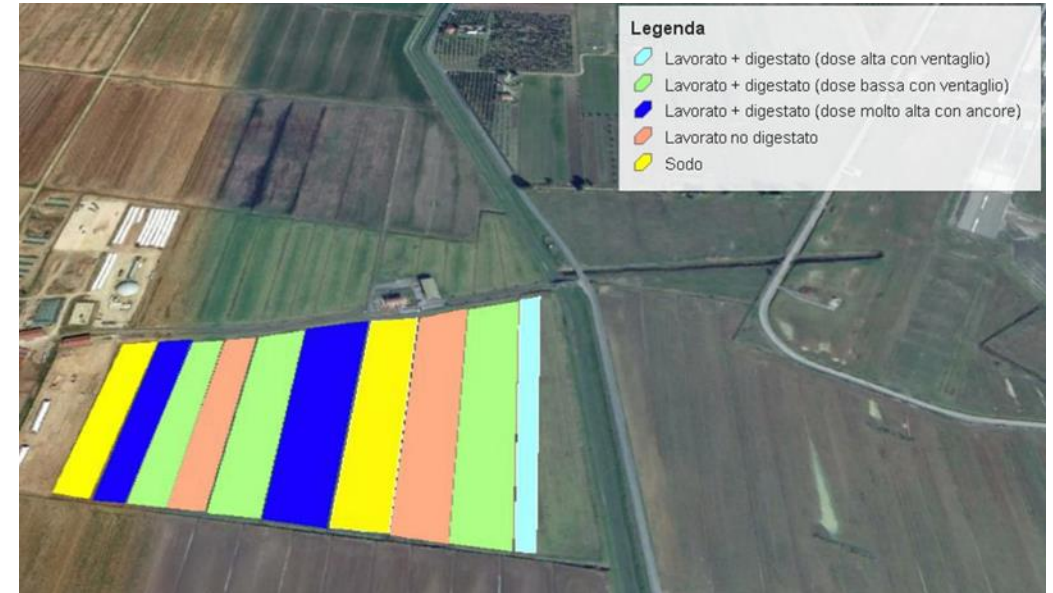 Legenda
Lavorato + digestato (dose alta con ventaglio)
Lavorato + digestato (dose bassa con ventaglio)
Lavorato + digestato (dose molto alta con ancore)
Lavorato no digestato
Sodo